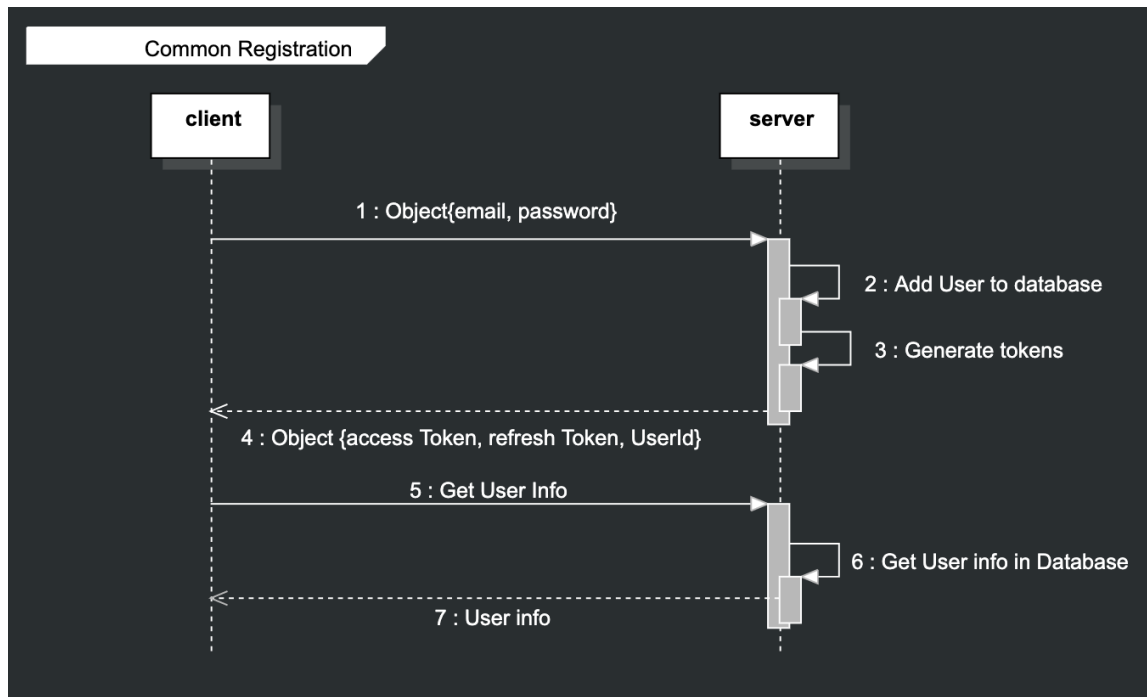 Common Registration
client
server
1 : Object{email, password}
2 : Add User to database
3 : Generate tokens
4 : Object {access Token, refresh Token, UserId}
5 : Get User Info
6 : Get User info in Database
7 : User info